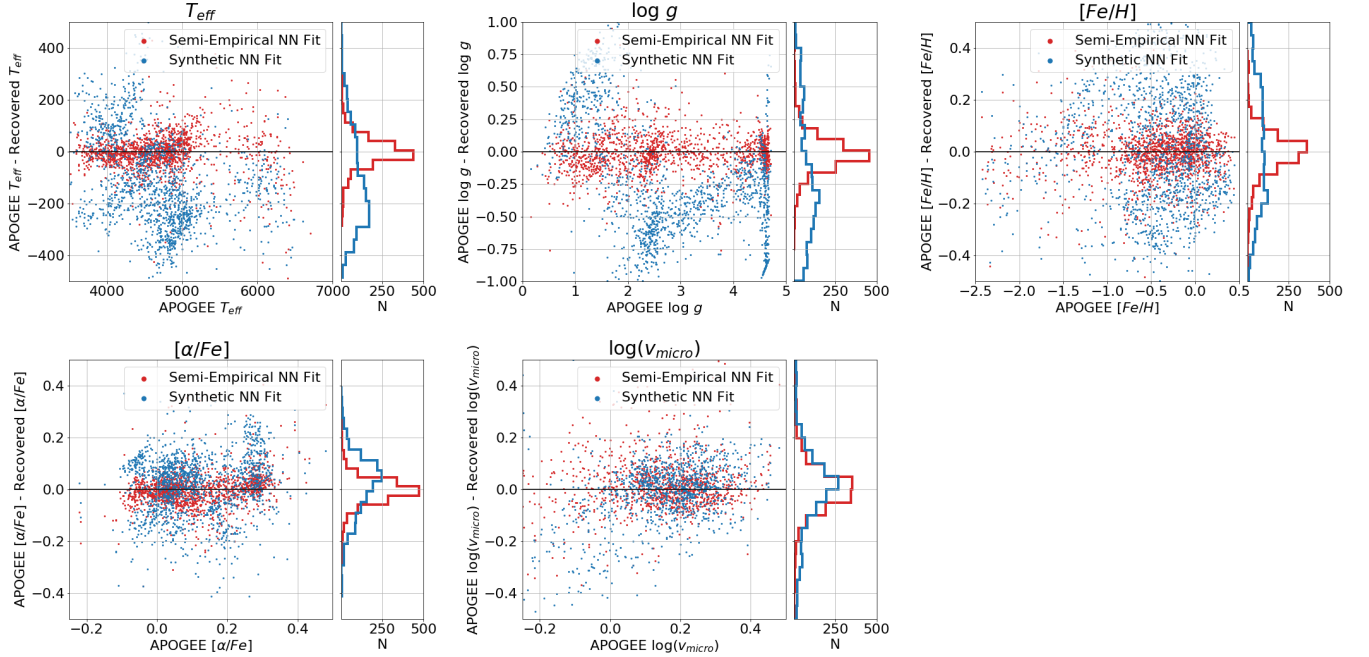 T_eff
APOGEE T_eff - Recovered T_eff
400
200
0
−200
−400
Semi-Empirical NN Fit
Synthetic NN Fit
4000
5000
6000
7000
APOGEE T_eff
250
500
N
log g
APOGEE log g - Recovered log g
1.00
0.75
0.50
0.25
0.00
−0.25
−0.50
−0.75
−1.00
Semi-Empirical NN Fit
Synthetic NN Fit
0
1
2
3
4
5
APOGEE log g
250
500
N
[Fe/H]
APOGEE [Fe/H] - Recovered [Fe/H]
0.4
0.2
0.0
−0.2
−0.4
Semi-Empirical NN Fit
Synthetic NN Fit
−2.5
−2.0
−1.5
−1.0
−0.5
0.0
0.5
APOGEE [Fe/H]
250
500
N
[α/Fe]
APOGEE [α/Fe] - Recovered [α/Fe]
0.4
0.2
0.0
−0.2
−0.4
Semi-Empirical NN Fit
Synthetic NN Fit
−0.2
0.0
0.2
0.4
APOGEE [α/Fe]
250
500
N
log(v_micro)
APOGEE log(v_micro) - Recovered log(v_micro)
0.4
0.2
0.0
−0.2
−0.4
Semi-Empirical NN Fit
Synthetic NN Fit
−0.2
0.0
0.2
0.4
APOGEE log(v_micro)
250
500
N